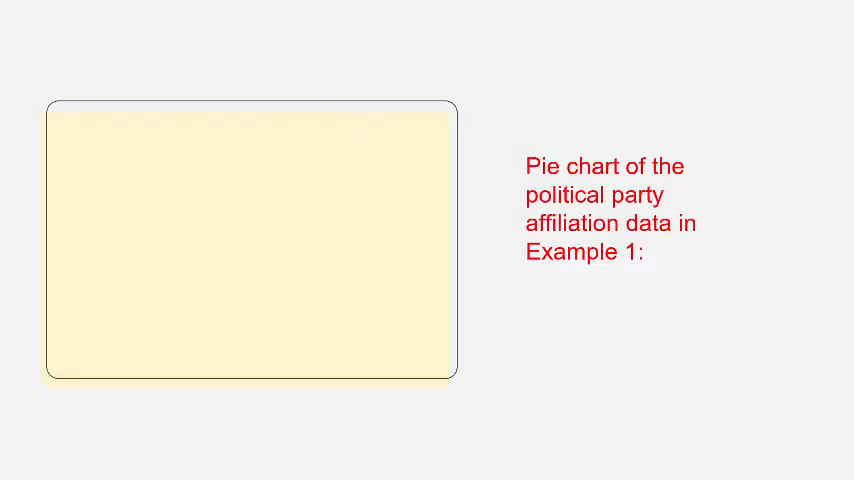 Pie chart of the
political party
affiliation data in
Example 1: